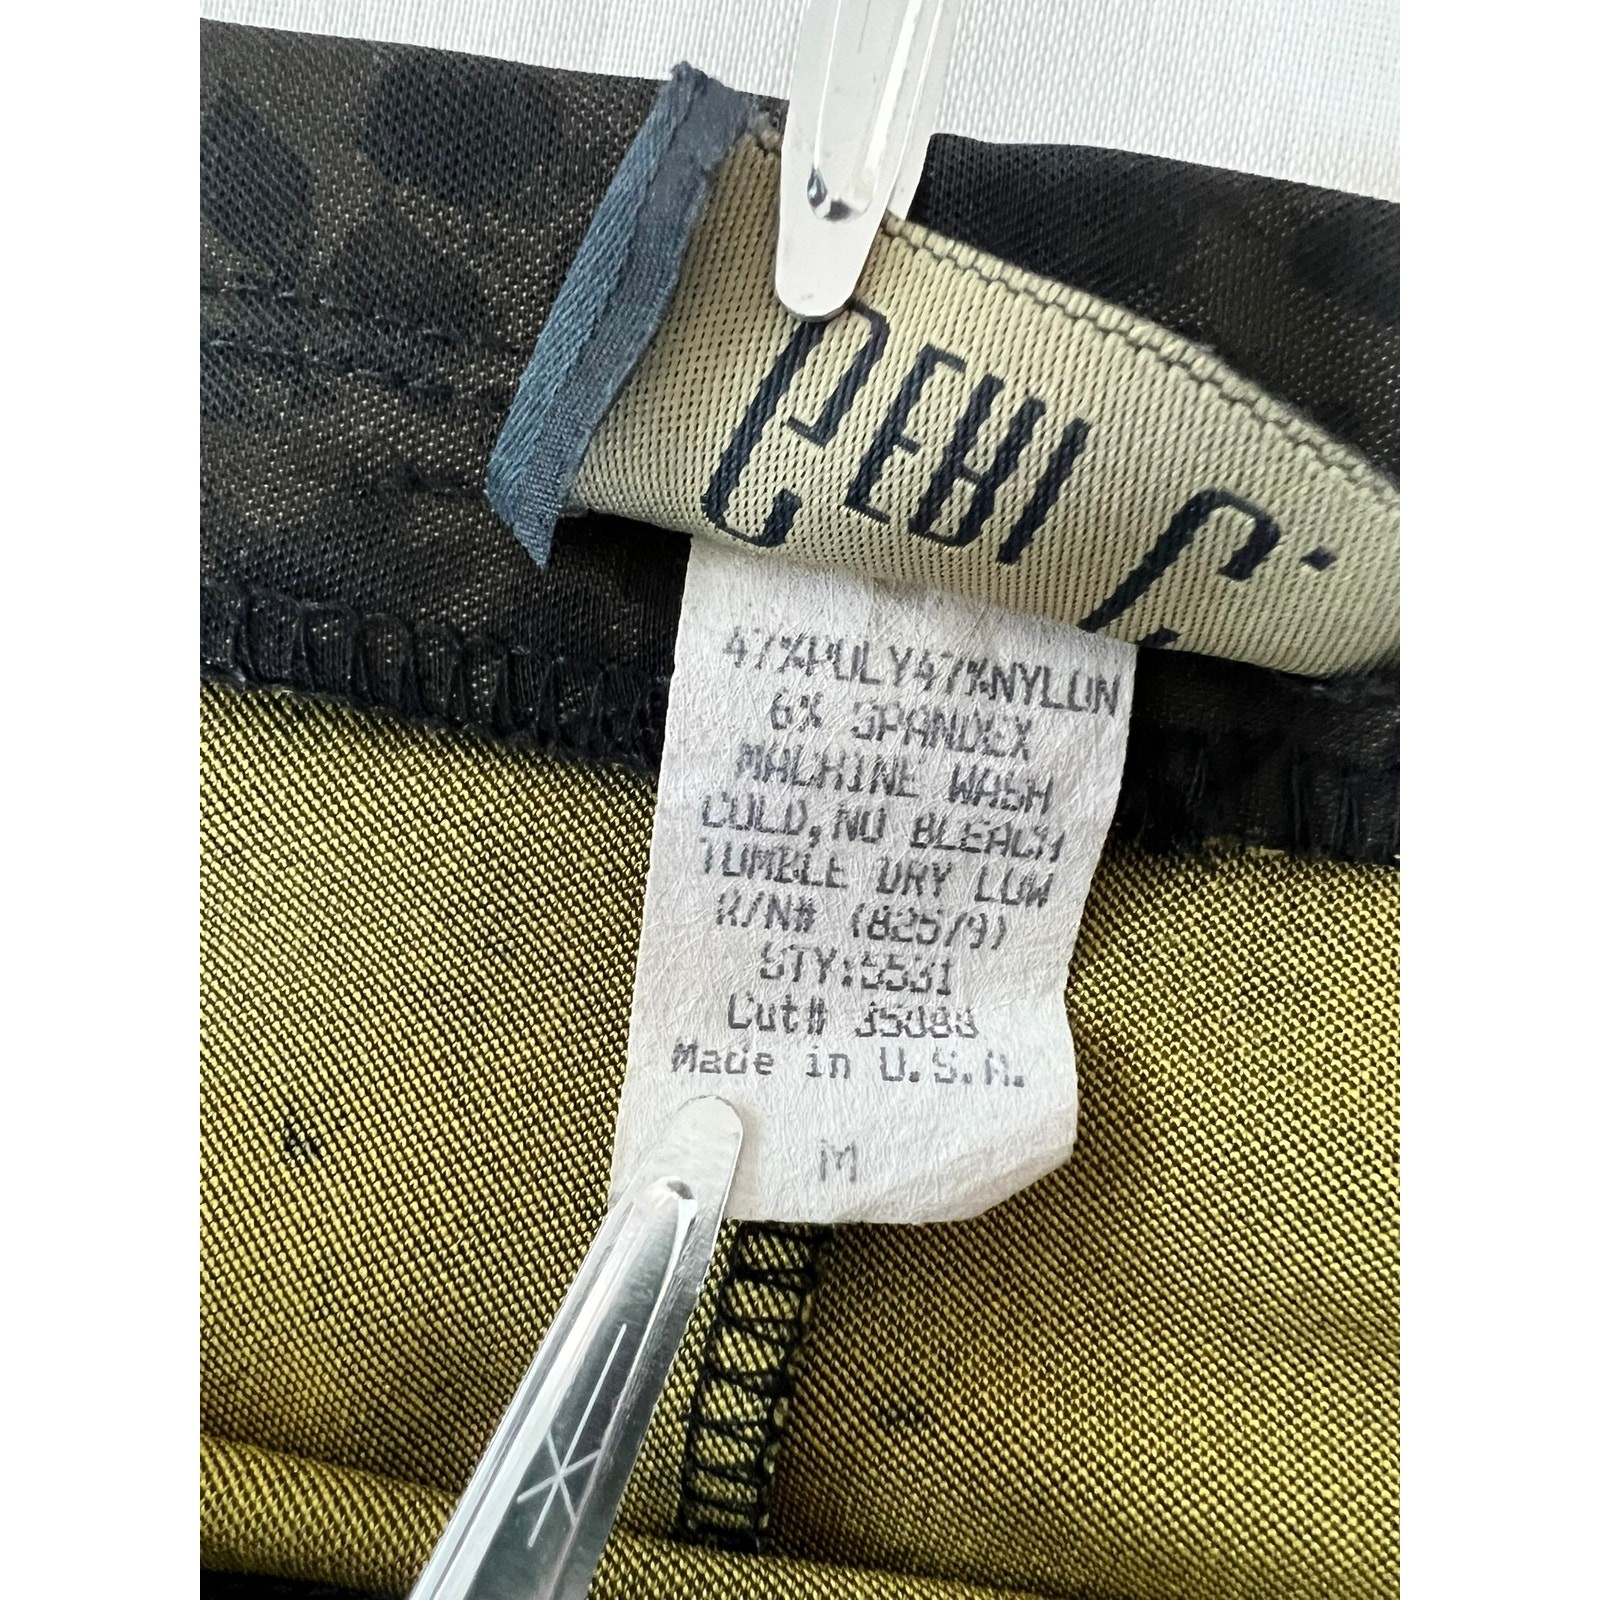 47%POLY47%NYLON
6% SPANDEX
MACHINE WASH
COLD, NO BLEACH
TUMBLE DRY LOW
R/N# (82579)
STY:5531
Cut#
Made in U.S.A.
M